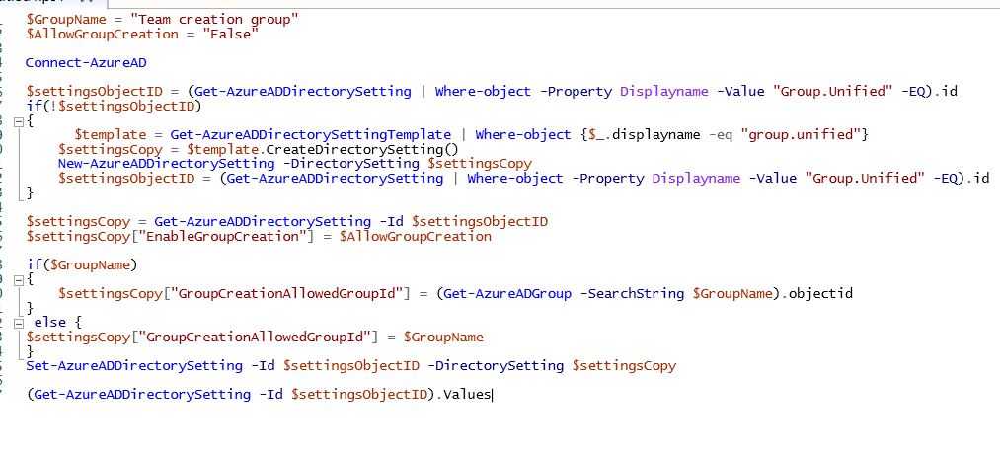 $GroupName = "Team creation group"
$AllowGroupCreation = "False"
Connect-AzureAD
$settingsObjectID = (Get-AzureADDirectorySetting | Where-object -Property Displayname -Value "Group.Unified" -EQ).id
if(!$settingsObjectID)
{
$template = Get-AzureADDirectorySettingTemplate | Where-object {$_.displayname -eq "group.unified"}
$settingsCopy = $template.CreateDirectorySetting()
New-AzureADDirectorySetting -DirectorySetting $settingsCopy
$settingsObjectID = (Get-AzureADDirectorySetting | Where-object -Property Displayname -Value "Group.Unified" -EQ).id
}
$settingsCopy = Get-AzureADDirectorySetting -Id $settingsObjectID
$settingsCopy["EnableGroupCreation"] = $AllowGroupCreation
if($GroupName)
{
$settingsCopy["GroupCreationAllowedGroupId"] = (Get-AzureADGroup -SearchString $GroupName).objectid
}
else {
$settingsCopy["GroupCreationAllowedGroupId"] = $GroupName
}
Set-AzureADDirectorySetting -Id $settingsObjectID -DirectorySetting $settingsCopy
(Get-AzureADDirectorySetting -Id $settingsObjectID).Values